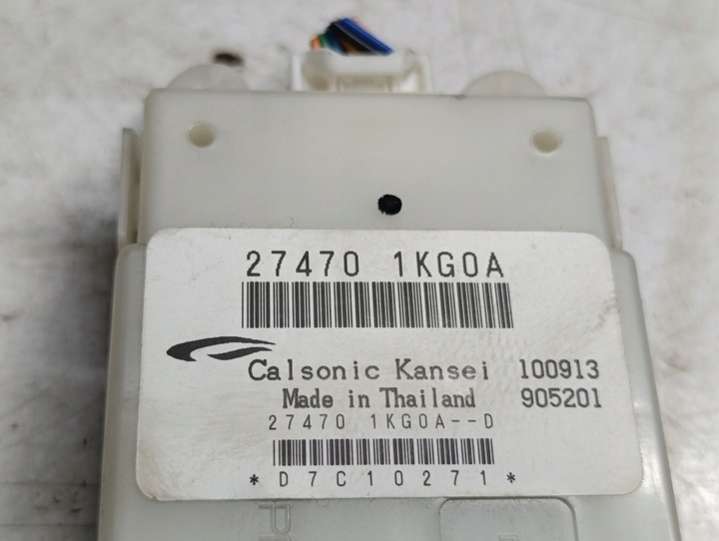 27470 1KG0A
Calsonic Kansei 100913
Made in Thailand 905201
27470 1KG0A--D
*D7C10271*